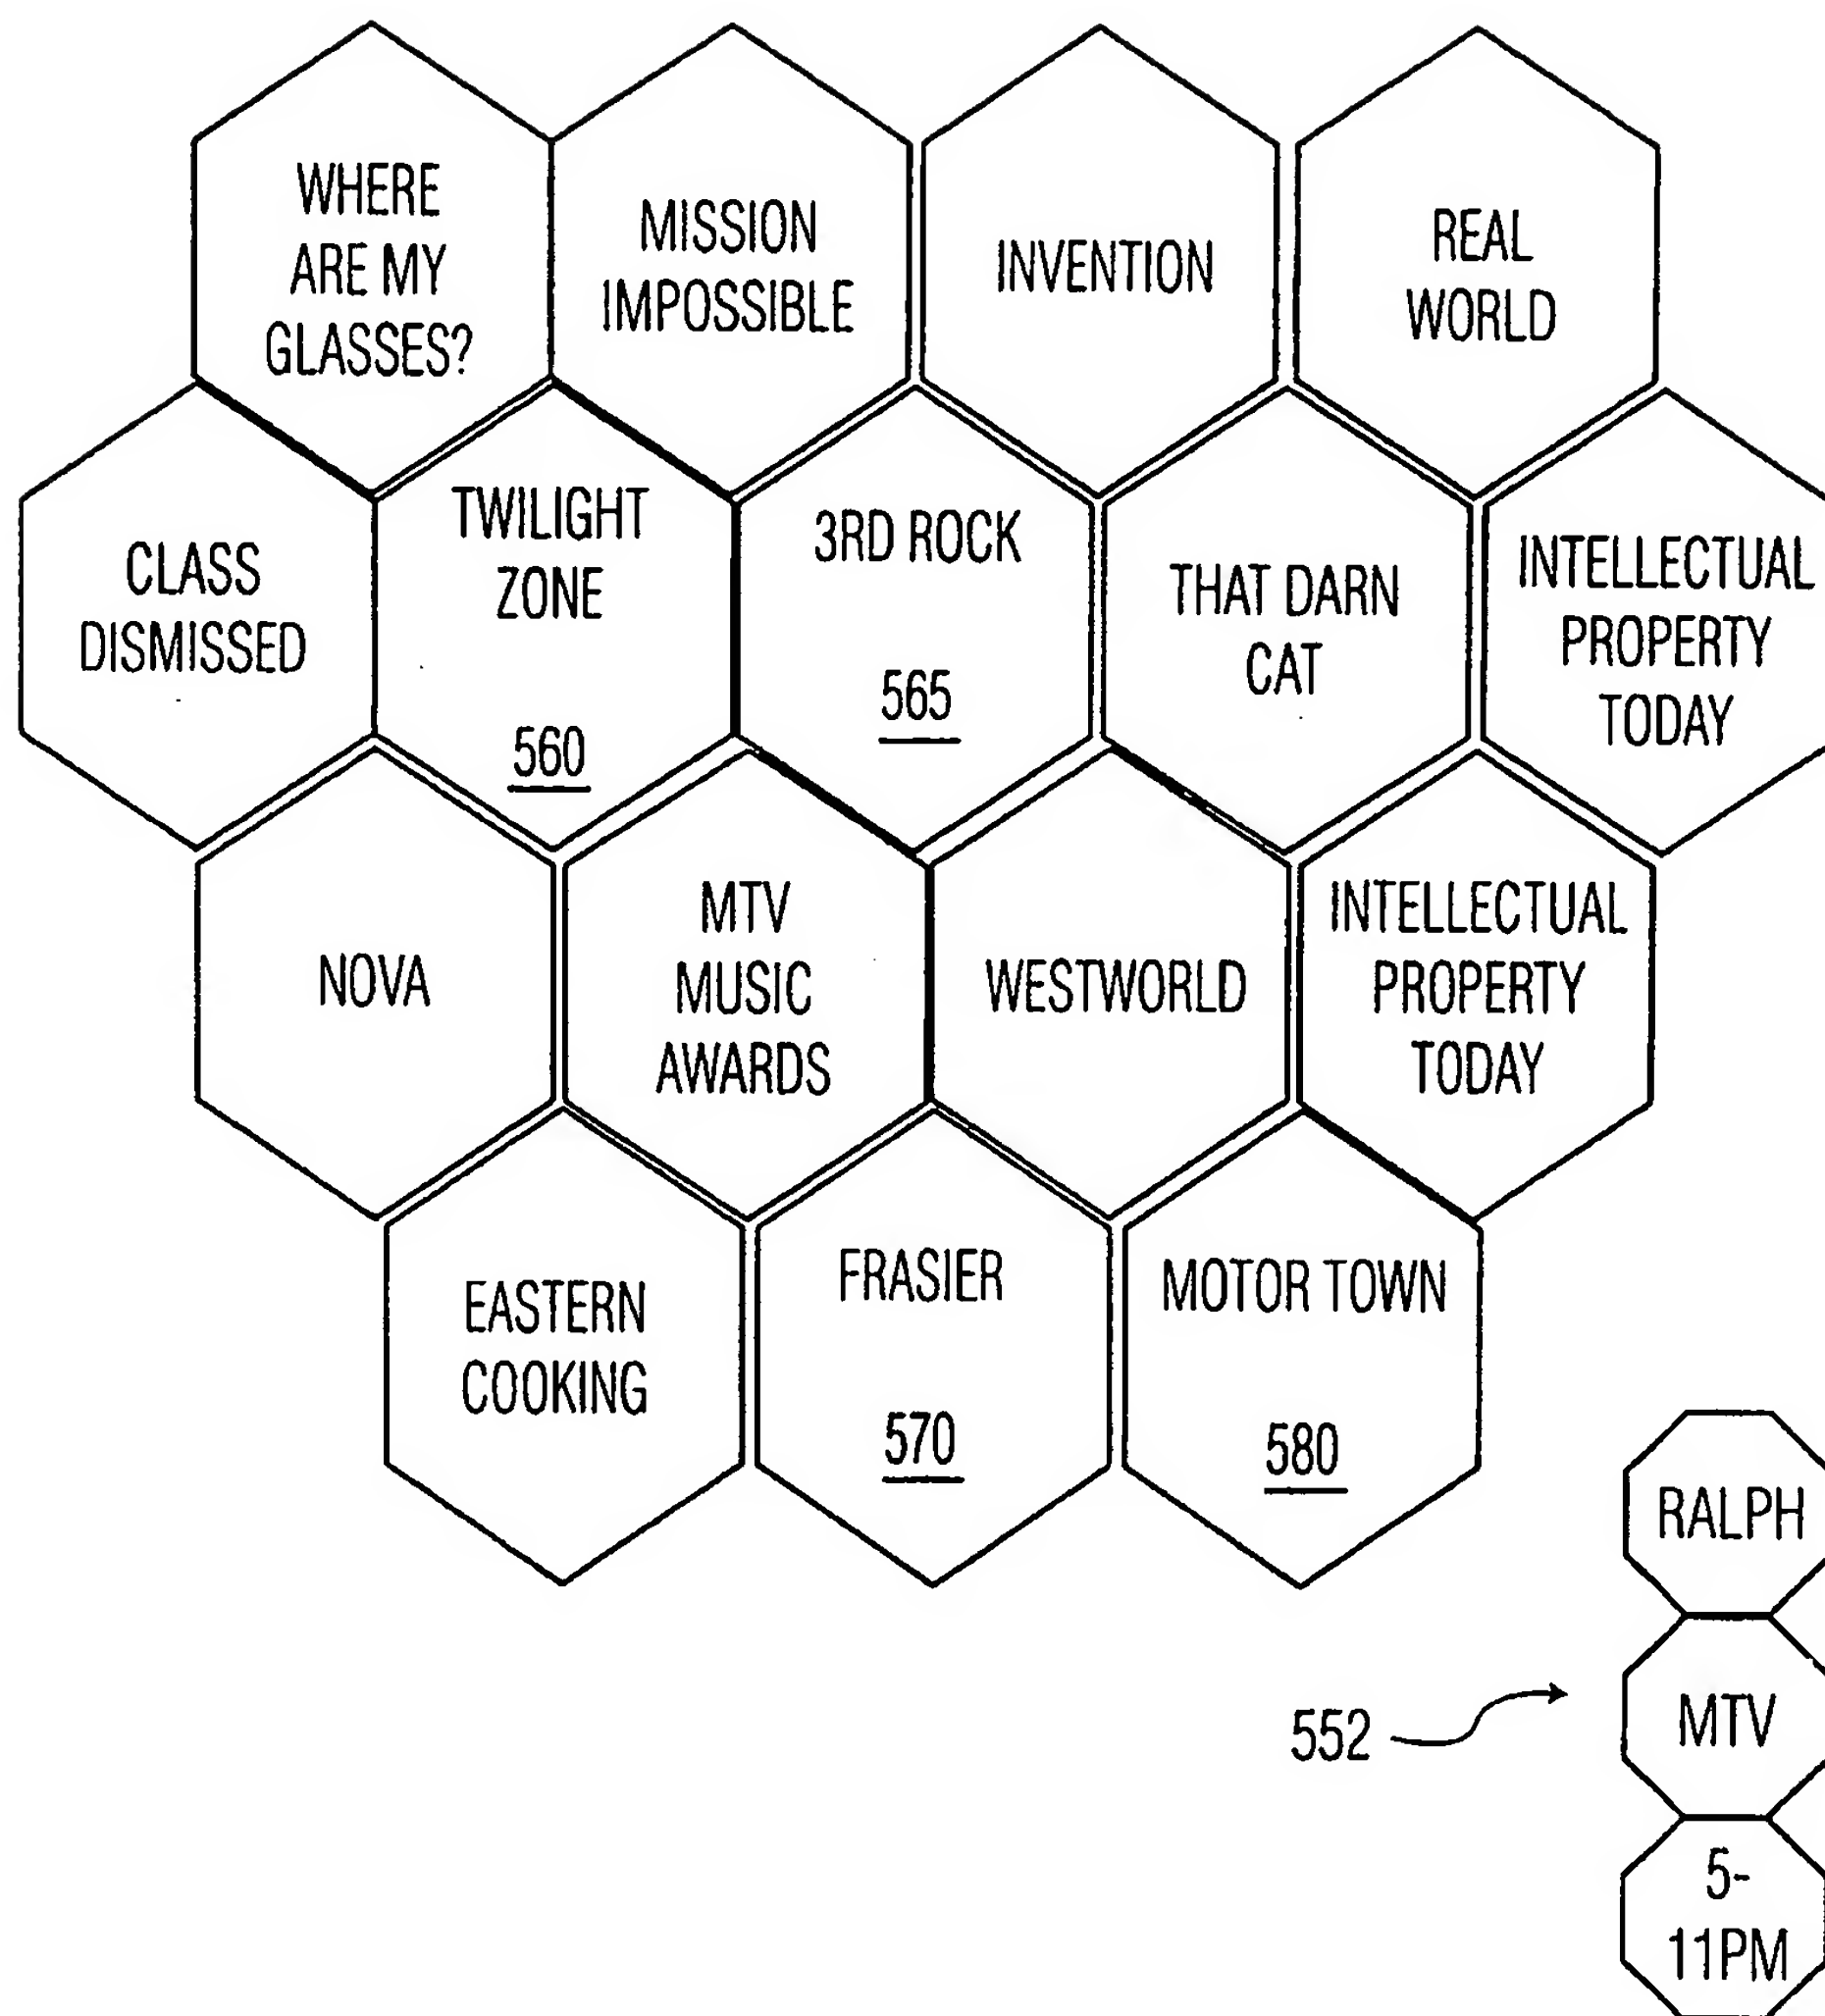 WHERE
ARE MY
GLASSES?
MISSION
IMPOSSIBLE
INVENTION
REAL
WORLD
CLASS
DISMISSED
TWILIGHT
ZONE
560
3RD ROCK
565
THAT DARN
CAT
INTELLECTUAL
PROPERTY
TODAY
NOVA
MTV
MUSIC
AWARDS
WESTWORLD
INTELLECTUAL
PROPERTY
TODAY
EASTERN
COOKING
FRASIER
570
MOTOR TOWN
580
RALPH
552
MTV
5-
11PM